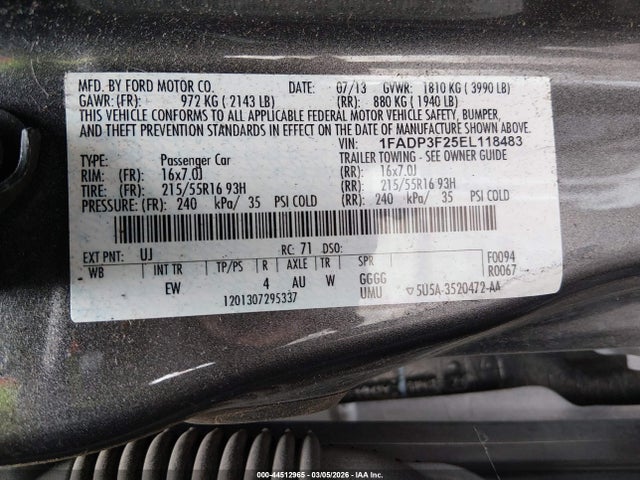 MFD. BY FORD MOTOR CO. DATE: 07/13 GVWR: 1810 KG ( 3990 LB)
GAWR: (FR): 972 KG ( 2143 LB) (RR): 880 KG ( 1940 LB)
THIS VEHICLE CONFORMS TO ALL APPLICABLE FEDERAL MOTOR VEHICLE SAFETY, BUMPER,
AND THEFT PREVENTION STANDARDS IN EFFECT ON THE DATE OF MANUFACTURE SHOWN ABOVE.
VIN: 1FADP3F25EL118483
TYPE: Passenger Car TRAILER TOWING - SEE OWNER GUIDE
RIM: (FR): 16x7.0J (RR): 16x7.0J
TIRE: (FR): 215/55R16 93H (RR): 215/55R16 93H
PRESSURE: (FR): 240 kPa/ 35 PSI COLD (RR): 240 kPa/ 35 PSI COLD
EXT PNT: UJ RC: 71 DSO: F0094
WB INT TR TP/PS R AXLE TR SPR R0067
EW 4 AU W GGGG
UMU
1201307295337 ▽ 5U5A-3520472-AA
000-44512965 - 03/05/2026 - IAA Inc.